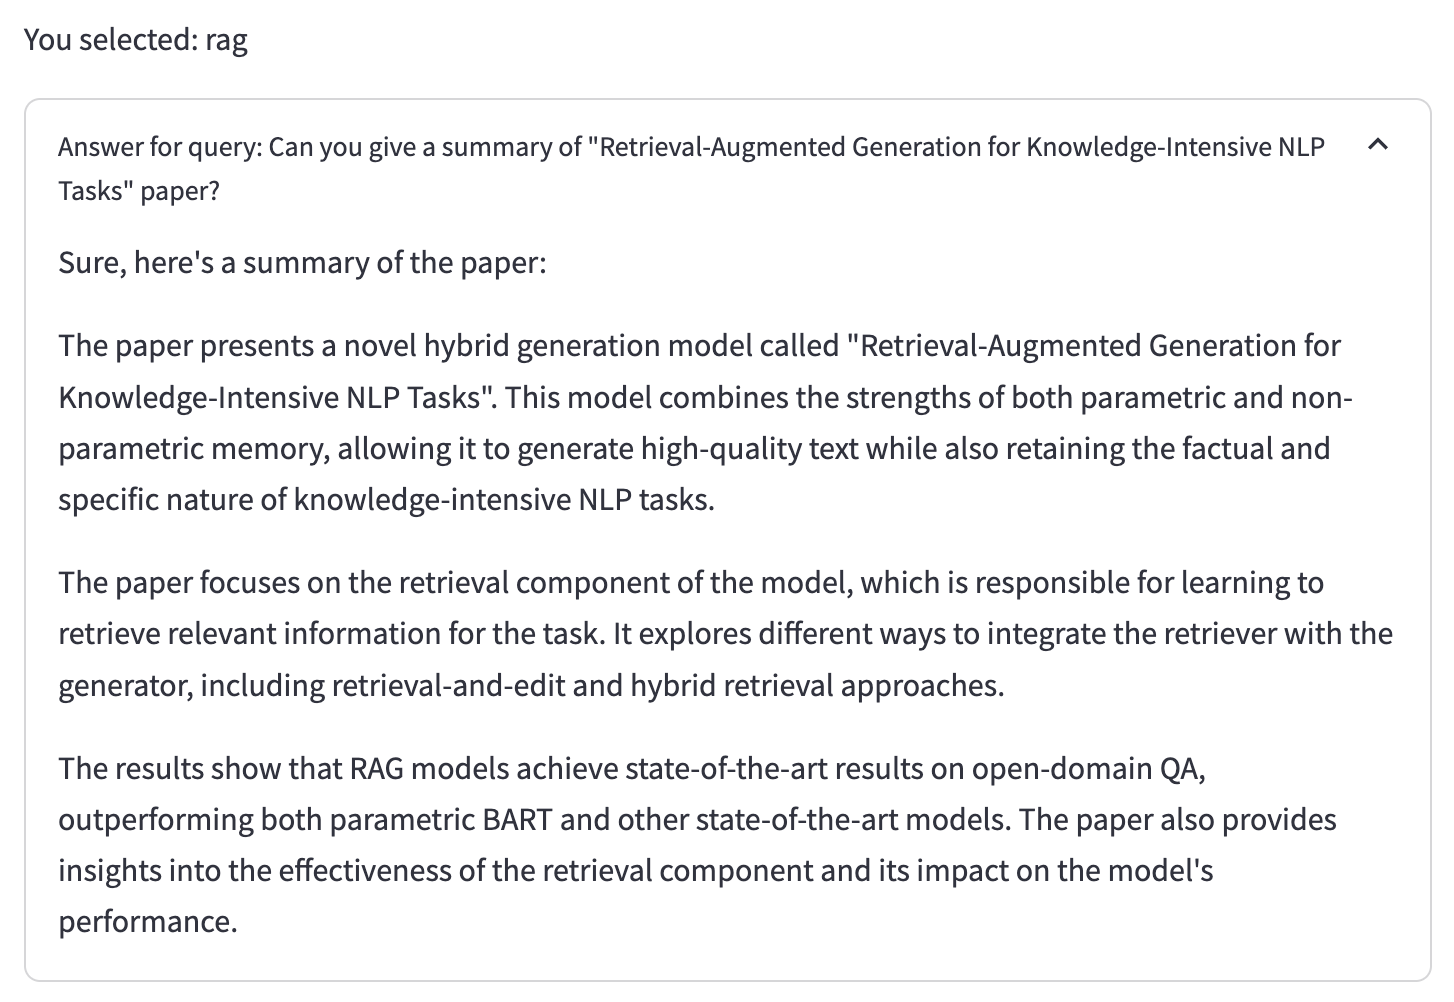 You selected: rag
Answer for query: Can you give a summary of "Retrieval-Augmented Generation for Knowledge-Intensive NLP
Tasks" paper?
Sure, here's a summary of the paper:
The paper presents a novel hybrid generation model called "Retrieval-Augmented Generation for
Knowledge-Intensive NLP Tasks". This model combines the strengths of both parametric and non-
parametric memory, allowing it to generate high-quality text while also retaining the factual and
specific nature of knowledge-intensive NLP tasks.
The paper focuses on the retrieval component of the model, which is responsible for learning to
retrieve relevant information for the task. It explores different ways to integrate the retriever with the
generator, including retrieval-and-edit and hybrid retrieval approaches.
The results show that RAG models achieve state-of-the-art results on open-domain QA,
outperforming both parametric BART and other state-of-the-art models. The paper also provides
insights into the effectiveness of the retrieval component and its impact on the model's
performance.